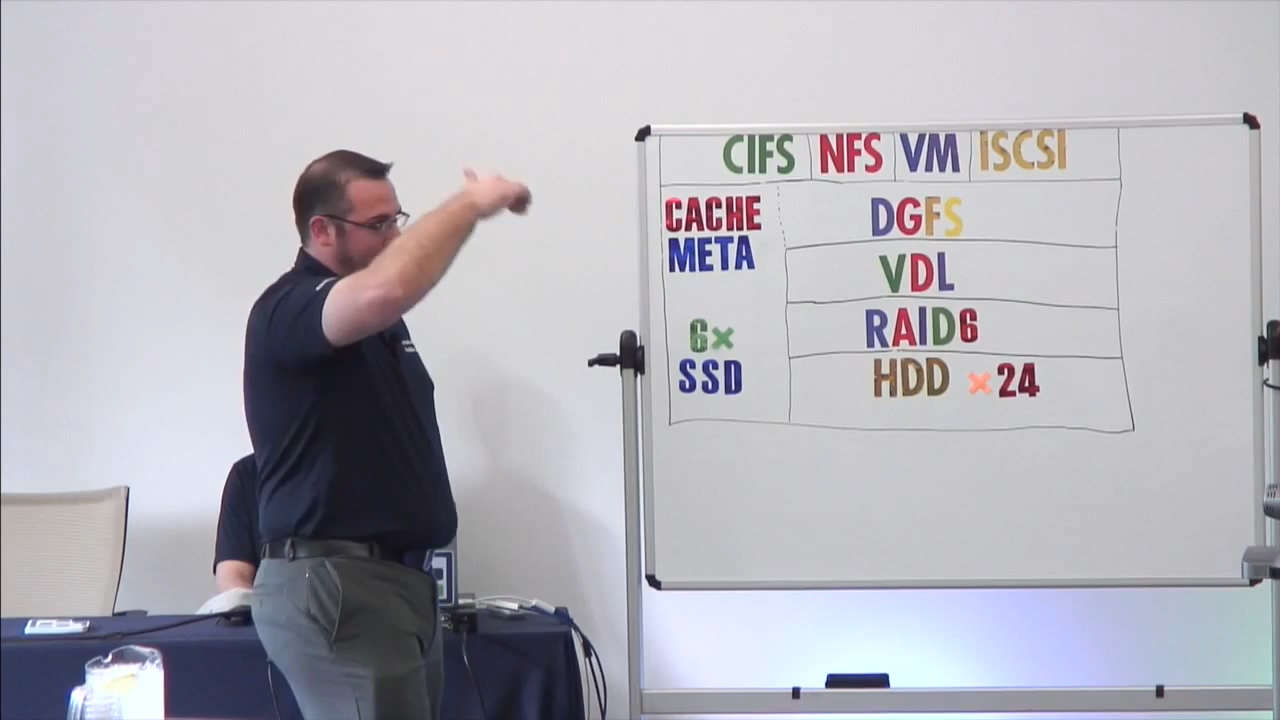 CIFS NFS VM ISCSI
CACHE
META
DGFS
VDL
RAID6
HDD ×24
6×
SSD